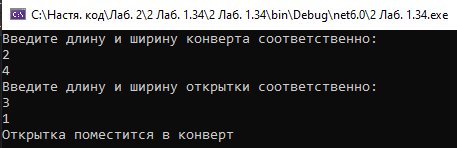 C:\Настя. код\Лаб. 2\2 Лаб. 1.34\2 Лаб. 1.34\bin\Debug\net6.0\2 Лаб. 1.34.exe
Введите длину и ширину конверта соответственно:
2
4
Введите длину и ширину открытки соответственно:
3
1
Открытка поместится в конверт